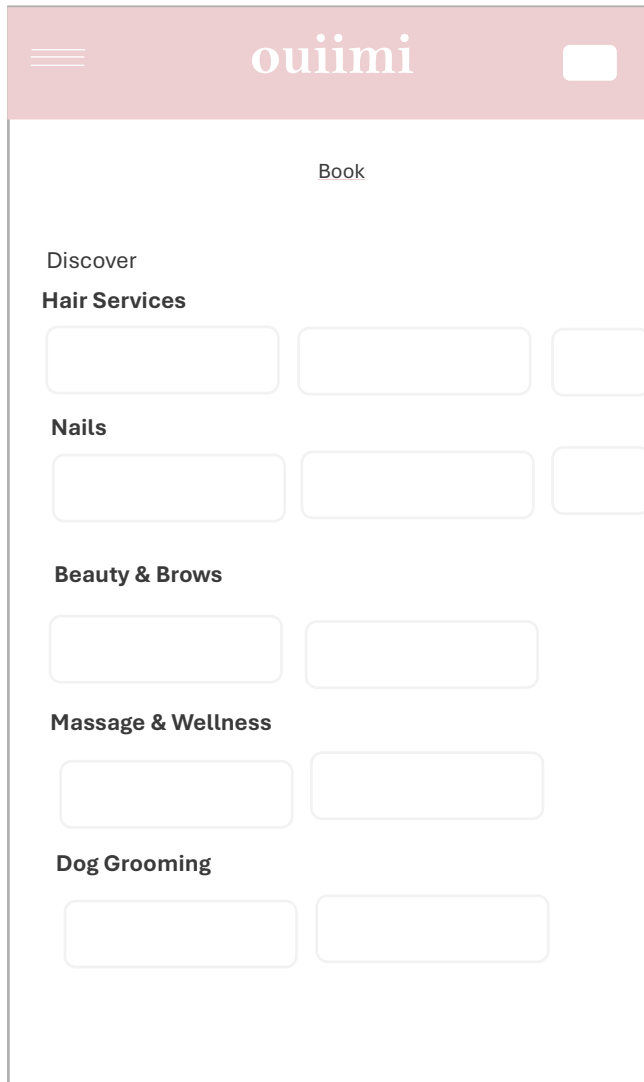 ouiimi
Book
Discover
Hair Services
Nails
Beauty & Brows
Massage & Wellness
Dog Grooming